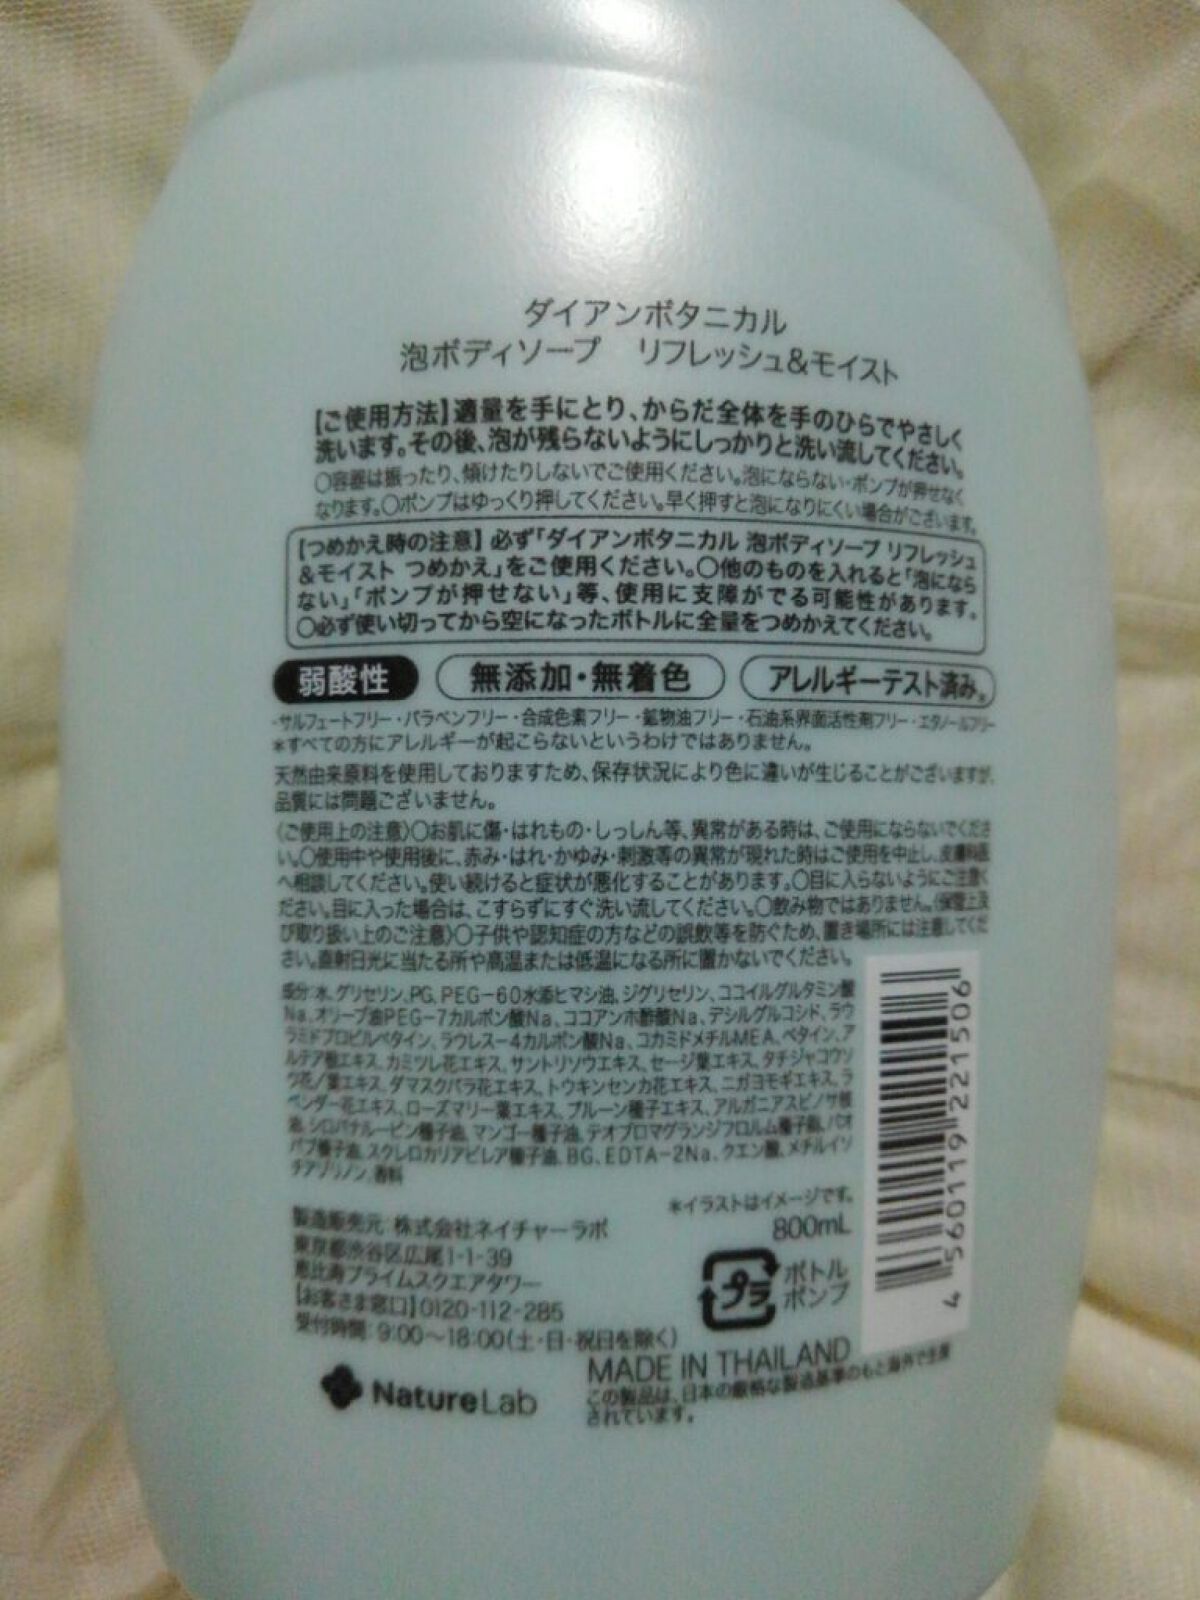 ダイアンボタニカル
泡ボディソープ リフレッシュ&モイスト
【ご使用方法】適量を手にとり、からだ全体を手のひらでやさしく
洗います。その後、泡が残らないようにしっかりと洗い流してください。
○容器は振ったり、傾けたりしないでご使用ください。泡にならない・ポンプが押せなく
なります。○ポンプはゆっくり押してください。早く押すと泡になりにくい場合がございます。
【つめかえ時の注意】必ず「ダイアンボタニカル 泡ボディソープ リフレッシュ
&モイスト つめかえ」をご使用ください。○他のものを入れると「泡になら
ない」「ポンプが押せない」等、使用に支障がでる可能性があります。
○必ず使い切ってから空になったボトルに全量をつめかえてください。
弱酸性 無添加・無着色 アレルギーテスト済み*
・サルフェートフリー・パラベンフリー・合成色素フリー・鉱物油フリー・石油系界面活性剤フリー・エタノールフリー
*すべての方にアレルギーが起こらないというわけではありません。
天然由来原料を使用しておりますため、保存状況により色に違いが生じることがございますが、
品質には問題ございません。
〈ご使用上の注意〉○お肌に傷・はれもの・しっしん等、異常がある時は、ご使用にならないでくださ
い。○使用中や使用後に、赤み・はれ・かゆみ・刺激等の異常が現れた時はご使用を中止し、皮膚科医
へ相談してください。使い続けると症状が悪化することがあります。○目に入らないようにご注意く
ださい。目に入った場合は、こすらずにすぐ洗い流してください。○飲み物ではありません。〈保管上及
び取り扱い上のご注意〉○子供や認知症の方などの誤飲等を防ぐため、置き場所には注意してくだ
さい。直射日光に当たる所や高温または低温になる所に置かないでください。
成分:水、グリセリン、PG、PEG-60水添ヒマシ油、ジグリセリン、ココイルグルタミン酸
Na、オリーブ油PEG-7カルボン酸Na、ココアンホ酢酸Na、デシルグルコシド、ラウ
ラミドプロピルベタイン、ラウレス-4カルボン酸Na、コカミドメチルMEA、ベタイン、ア
ルテア根エキス、カミツレ花エキス、サントリソウエキス、セージ葉エキス、タチジャコウソ
ウ花/葉エキス、ダマスクバラ花エキス、トウキンセンカ花エキス、ニガヨモギエキス、ラ
ベンダー花エキス、ローズマリー葉エキス、プルーン種子エキス、アルガニアスピノサ核
油、シロバナルーピン種子油、マンゴー種子油、テオブロマグランジフロルム種子脂、バオ
バブ種子油、スクレロカリアビレア種子油、BG、EDTA-2Na、クエン酸、メチルイソ
チアゾリノン、香料
*イラストはイメージです。
800mL
製造販売元:株式会社ネイチャーラボ
東京都渋谷区広尾1-1-39
恵比寿プライムスクエアタワー
【お客さま窓口】0120-112-285
受付時間:9:00~18:00(土・日・祝日を除く)
プラ
ボトル
ポンプ
NatureLab
MADE IN THAILAND
この製品は、日本の厳格な製造基準のもと海外で生産
されています。
4 560119 221506